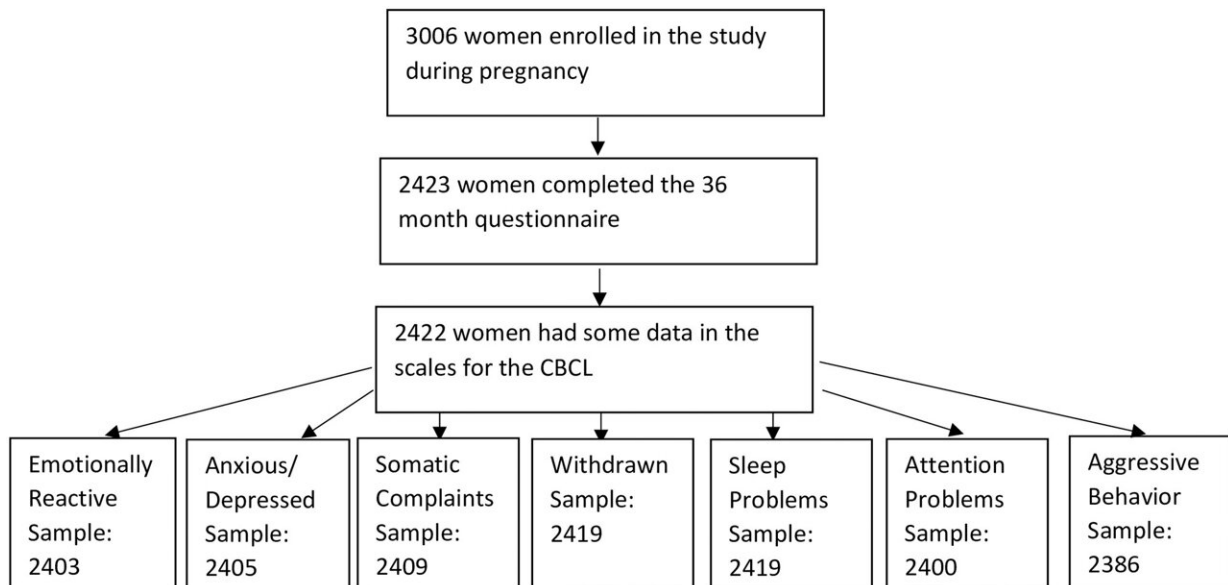 3006 women enrolled in the study
during pregnancy
2423 women completed the 36
month questionnaire
2422 women had some data in the
scales for the CBCL
Emotionally
Reactive
Sample:
2403
Anxious/
Depressed
Sample:
2405
Somatic
Complaints
Sample:
2409
Withdrawn
Sample:
2419
Sleep
Problems
Sample:
2419
Attention
Problems
Sample:
2400
Aggressive
Behavior
Sample:
2386